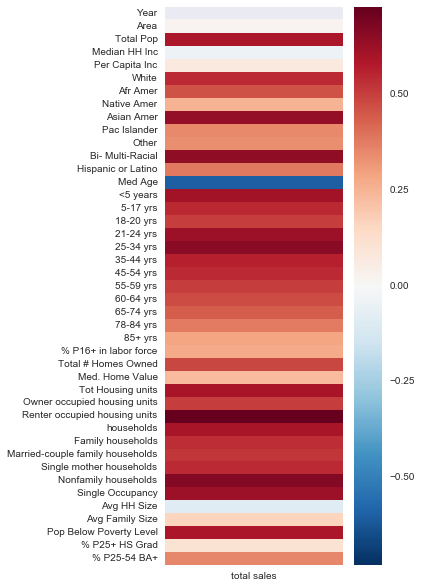 Year
Area
Total Pop
Median HH Inc
Per Capita Inc
White
Afr Amer
Native Amer
Asian Amer
Pac Islander
Other
Bi- Multi-Racial
Hispanic or Latino
Med Age
<5 years
5-17 yrs
18-20 yrs
21-24 yrs
25-34 yrs
35-44 yrs
45-54 yrs
55-59 yrs
60-64 yrs
65-74 yrs
78-84 yrs
85+ yrs
% P16+ in labor force
Total # Homes Owned
Med. Home Value
Tot Housing units
Owner occupied housing units
Renter occupied housing units
households
Family households
Married-couple family households
Single mother households
Nonfamily households
Single Occupancy
Avg HH Size
Avg Family Size
Pop Below Poverty Level
% P25+ HS Grad
% P25-54 BA+
total sales
0.50
0.25
0.00
−0.25
−0.50